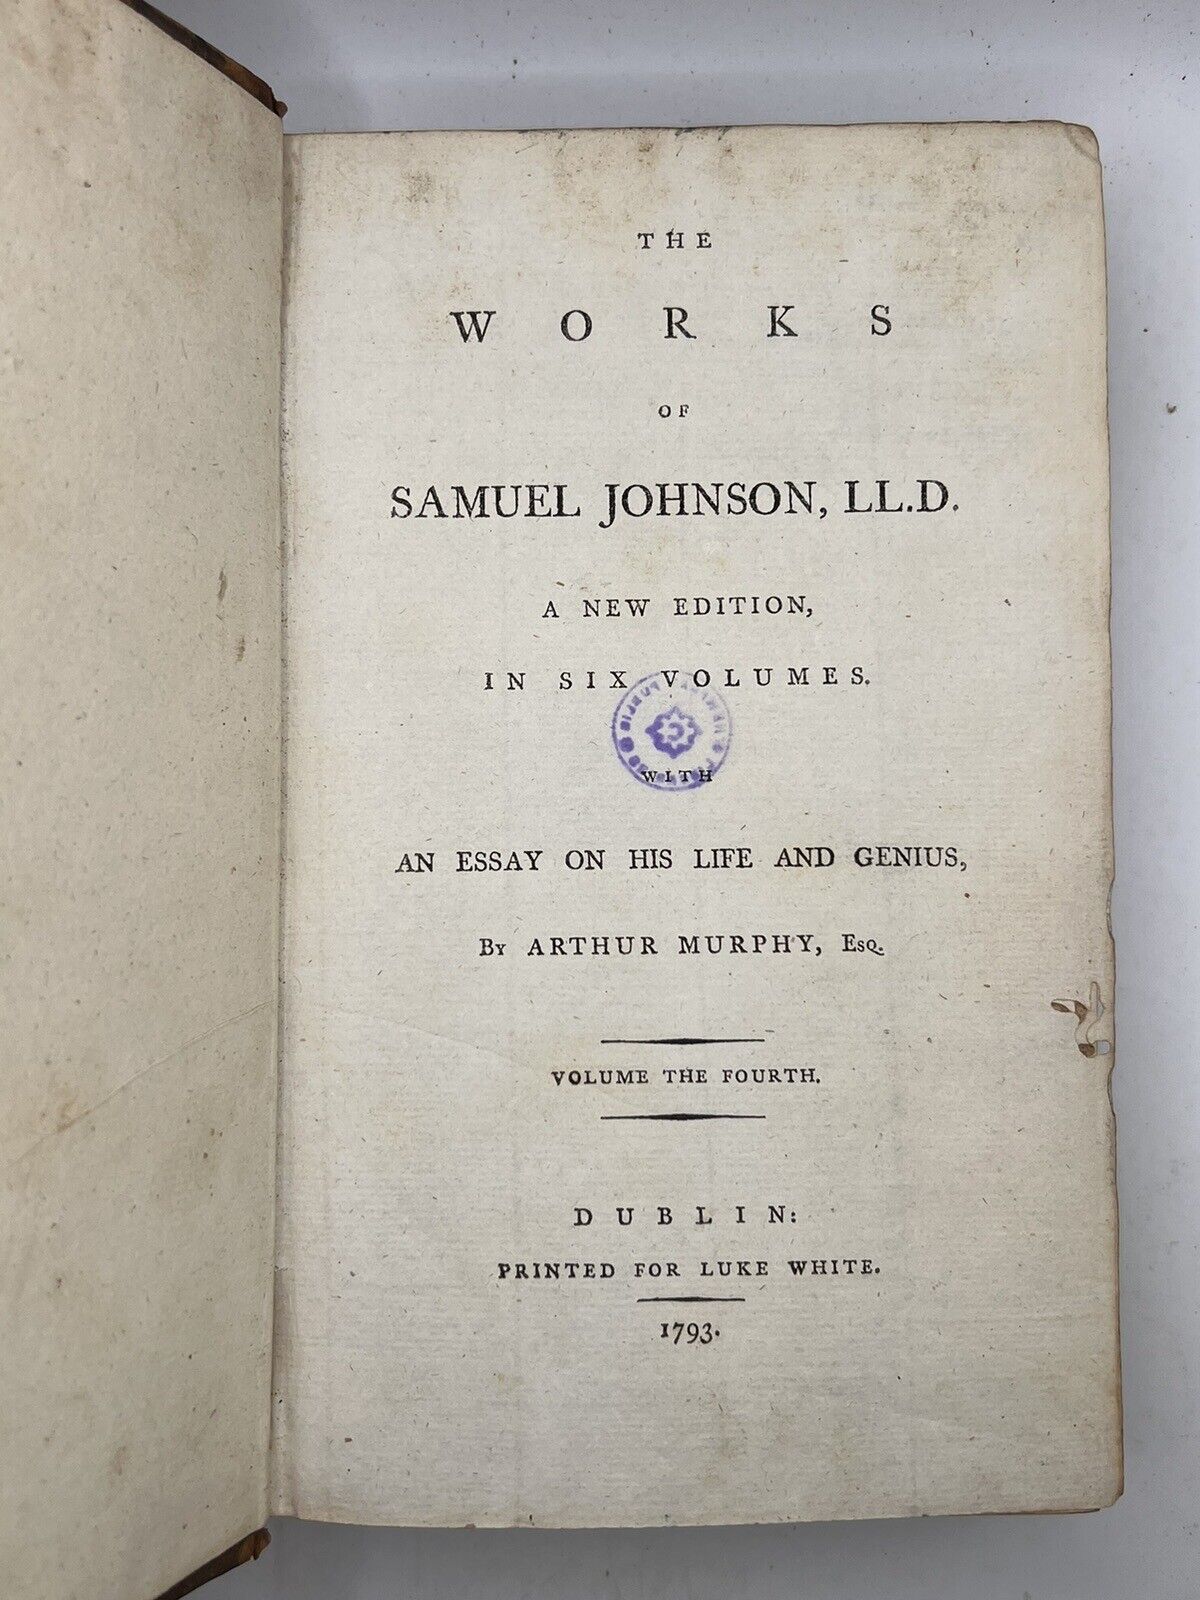 THE
WORKS
OF
SAMUEL JOHNSON, LL.D.
A NEW EDITION,
IN SIX VOLUMES.
WITH
AN ESSAY ON HIS LIFE AND GENIUS,
By ARTHUR MURPHY, Esq.
VOLUME THE FOURTH.
DUBLIN:
PRINTED FOR LUKE WHITE.
1793.